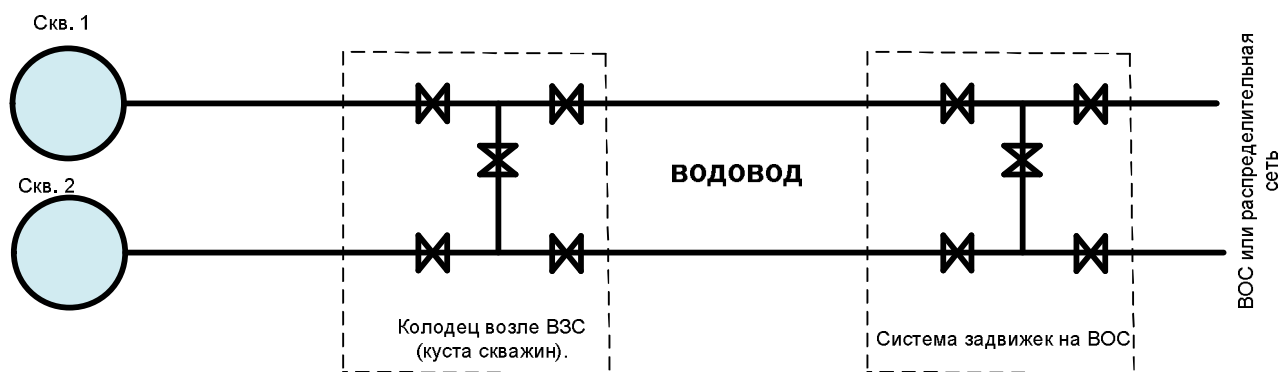 Скв. 1
Скв. 2
водовод
Колодец возле ВЗС
(куста скважин).
Система задвижек на ВОС
ВОС или распределительная
сеть